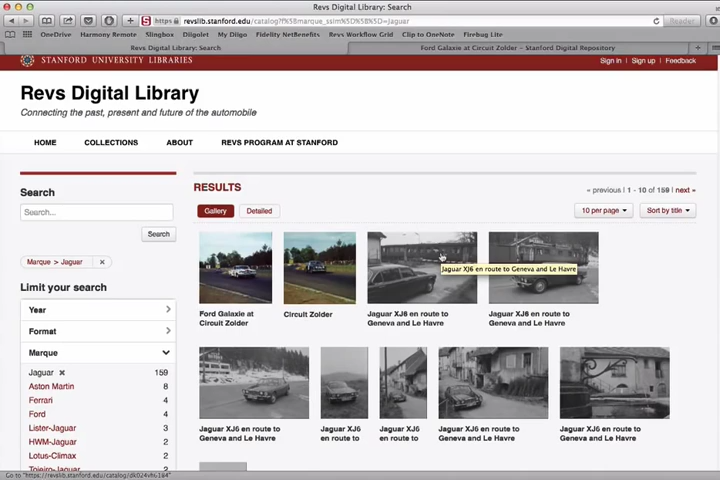 Revs Digital Library: Search
https revslib.stanford.edu/catalog?f%5Bmarque_ssim%5D%5B%5D=Jaguar
Reader
OneDrive Harmony Remote Slingbox Diigolet My Diigo Fidelity NetBenefits Revs Workflow Grid Clip to OneNote Firebug Lite
Revs Digital Library: Search Ford Galaxie at Circuit Zolder – Stanford Digital Repository
STANFORD UNIVERSITY LIBRARIES Sign in | Sign up | Feedback
Revs Digital Library
Connecting the past, present and future of the automobile
HOME COLLECTIONS ABOUT REVS PROGRAM AT STANFORD
RESULTS
« previous | 1 - 10 of 159 | next »
Search
Search...
Gallery Detailed
10 per page Sort by title
Search
Marque > Jaguar x
Jaguar XJ6 en route to Geneva and Le Havre
Limit your search
Year
Format
Marque
Jaguar 159
Aston Martin 8
Ferrari 4
Ford 4
Lister-Jaguar 3
HWM-Jaguar 2
Lotus-Climax 2
Tojeiro-Jaguar 2
Ford Galaxie at
Circuit Zolder
Circuit Zolder
Jaguar XJ6 en route to
Geneva and Le Havre
Jaguar XJ6 en route to
Geneva and Le Havre
Jaguar XJ6 en route to
Geneva and Le Havre
Jaguar XJ6
en route to
Jaguar XJ6
en route to
Jaguar XJ6 en route to
Geneva and Le Havre
Jaguar XJ6 en route to
Geneva and Le Havre